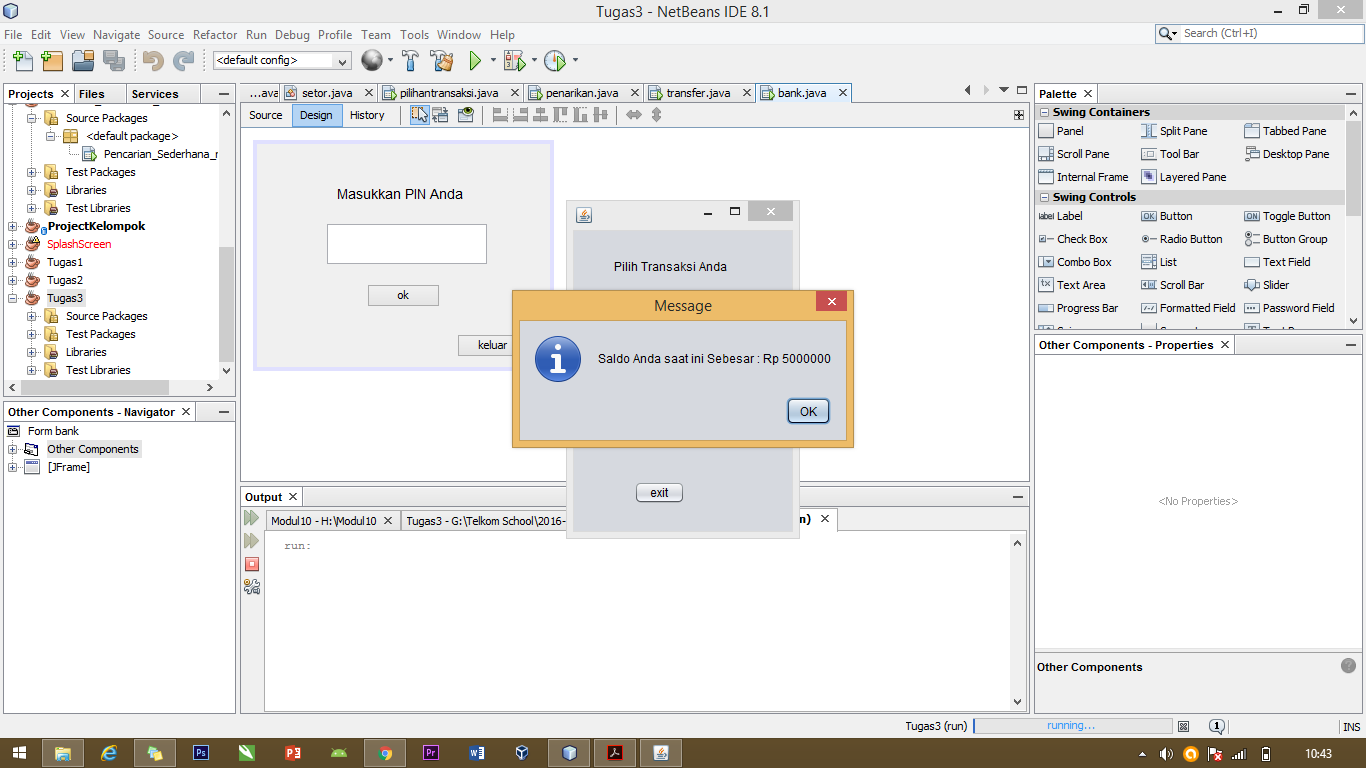 Tugas3 - NetBeans IDE 8.1
File Edit View Navigate Source Refactor Run Debug Profile Team Tools Window Help
Search (Ctrl+I)
<default config>
Projects Files Services
Source Packages
<default package>
Pencarian_Sederhana_r
Test Packages
Libraries
Test Libraries
ProjectKelompok
SplashScreen
Tugas1
Tugas2
Tugas3
Source Packages
Test Packages
Libraries
Test Libraries
Other Components - Navigator
Form bank
Other Components
[JFrame]
...ava setor.java pilihantransaksi.java penarikan.java transfer.java bank.java
Source Design History
Masukkan PIN Anda
ok
keluar
Pilih Transaksi Anda
Message
Saldo Anda saat ini Sebesar : Rp 5000000
OK
exit
Output
Modul10 - H:\Modul10 Tugas3 - G:\Telkom School\2016- n)
run:
Palette
Swing Containers
Panel Split Pane Tabbed Pane
Scroll Pane Tool Bar Desktop Pane
Internal Frame Layered Pane
Swing Controls
label Label OK Button ON Toggle Button
Check Box Radio Button Button Group
Combo Box List Text Field
Text Area Scroll Bar Slider
Progress Bar Formatted Field Password Field
Other Components - Properties
<No Properties>
Other Components
Tugas3 (run) running... 1 INS
Ps P3 Pr W 10:43